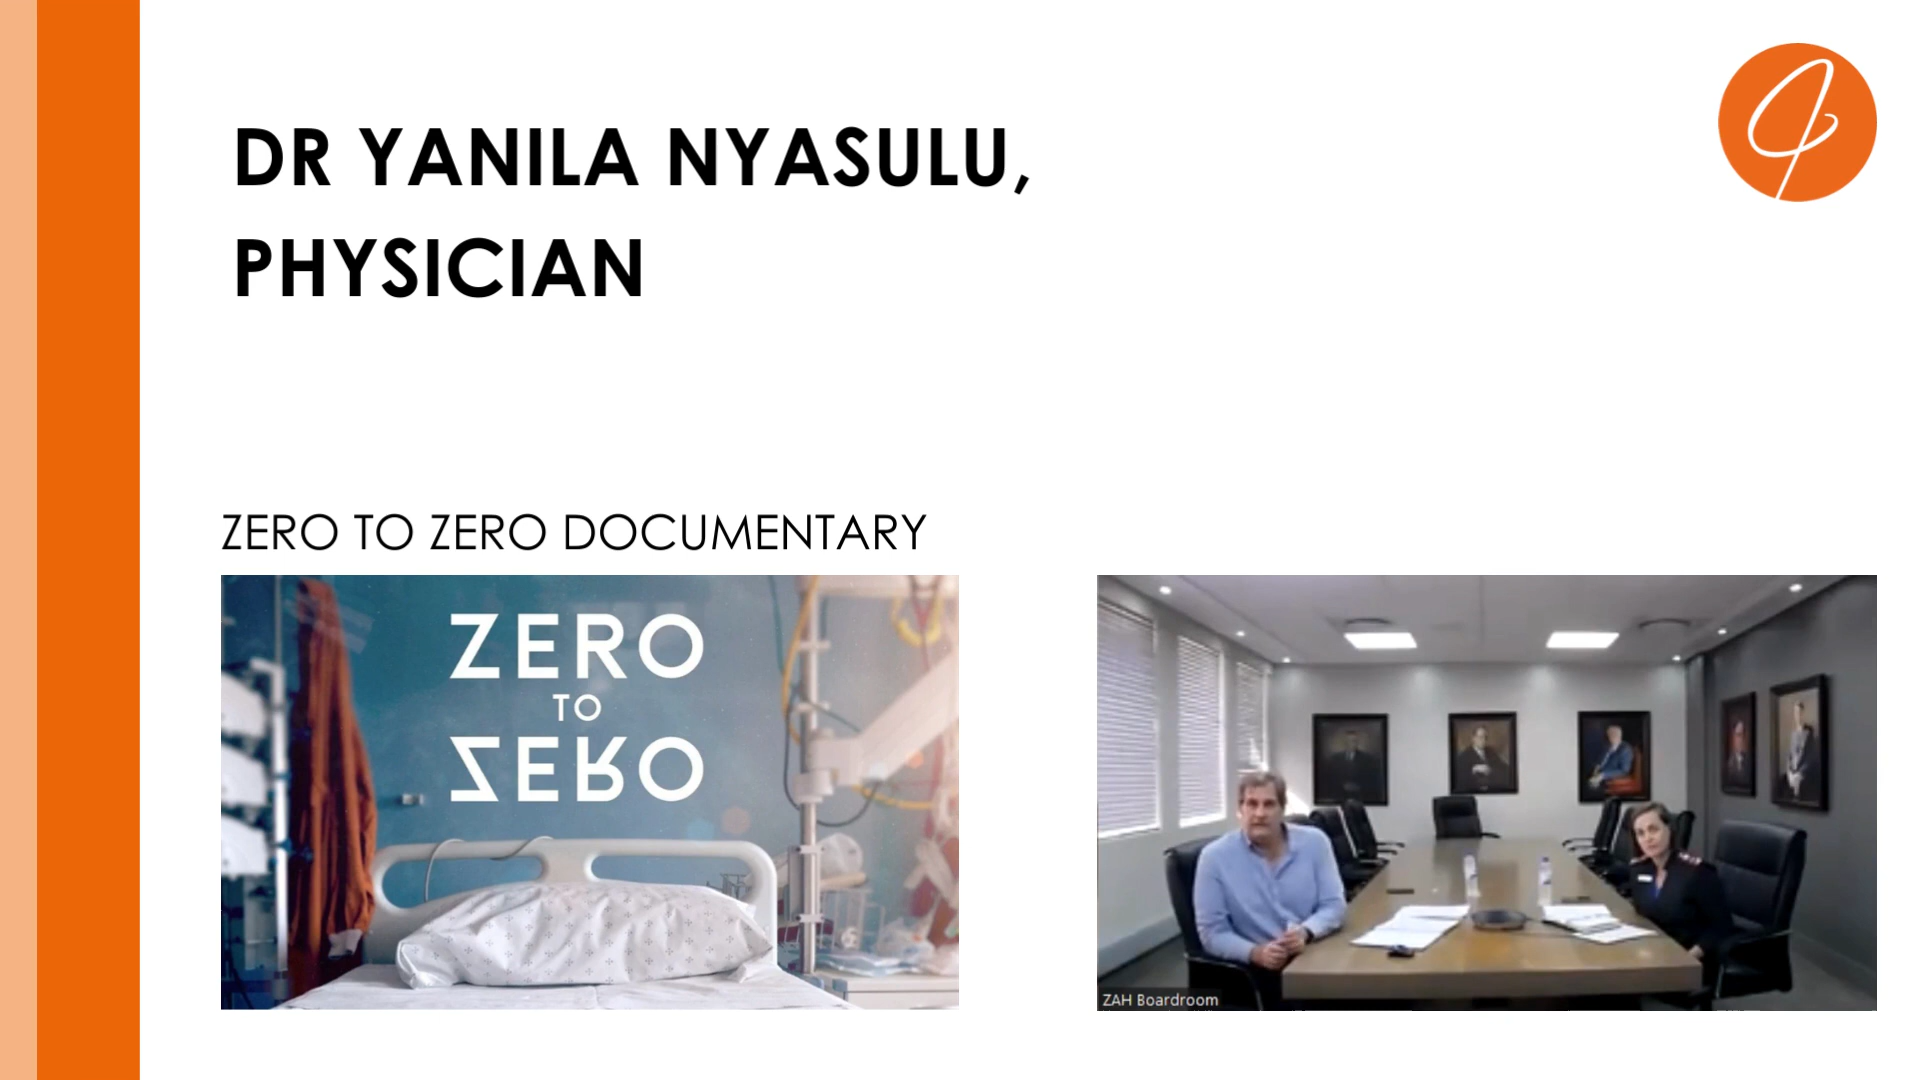 DR YANILA NYASULU,
PHYSICIAN
ZERO TO ZERO DOCUMENTARY
ZERO
TO
ZERO
ZAH Boardroom